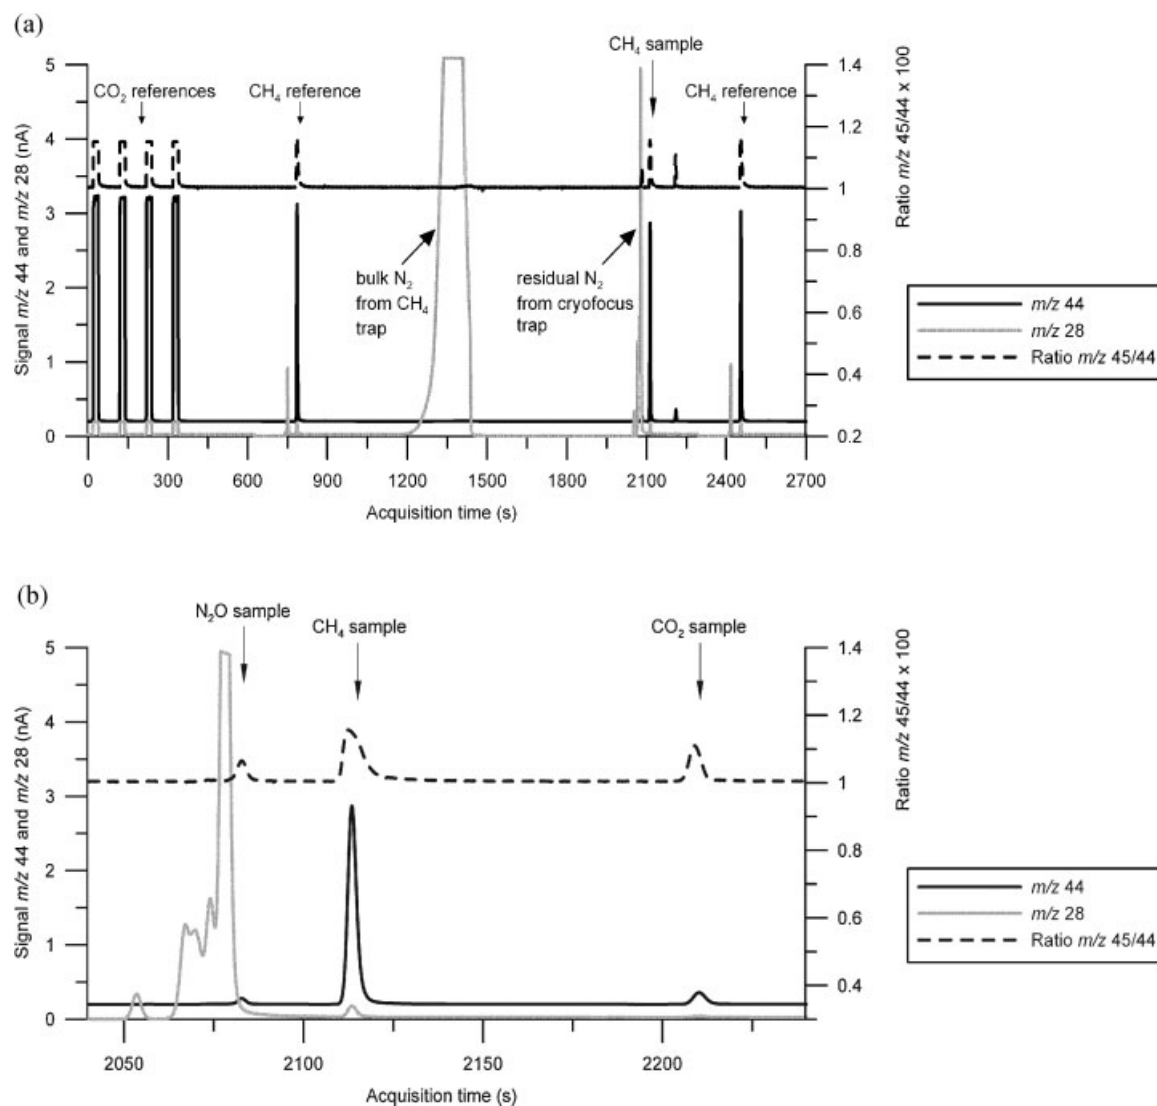 (a)
CH4 sample
CO2 references
CH4 reference
CH4 reference
5
4
3
2
1
0
Signal m/z 44 and m/z 28 (nA)
bulk N2
from CH4
trap
residual N2
from cryofocus
trap
1.4
1.2
1
0.8
0.6
0.4
0.2
Ratio m/z 45/44 x 100
0 300 600 900 1200 1500 1800 2100 2400 2700
Acquisition time (s)
m/z 44
m/z 28
Ratio m/z 45/44
(b)
N2O sample
CH4 sample
CO2 sample
5
4
3
2
1
0
Signal m/z 44 and m/z 28 (nA)
1.4
1.2
1
0.8
0.6
0.4
Ratio m/z 45/44 x 100
2050 2100 2150 2200
Acquisition time (s)
m/z 44
m/z 28
Ratio m/z 45/44